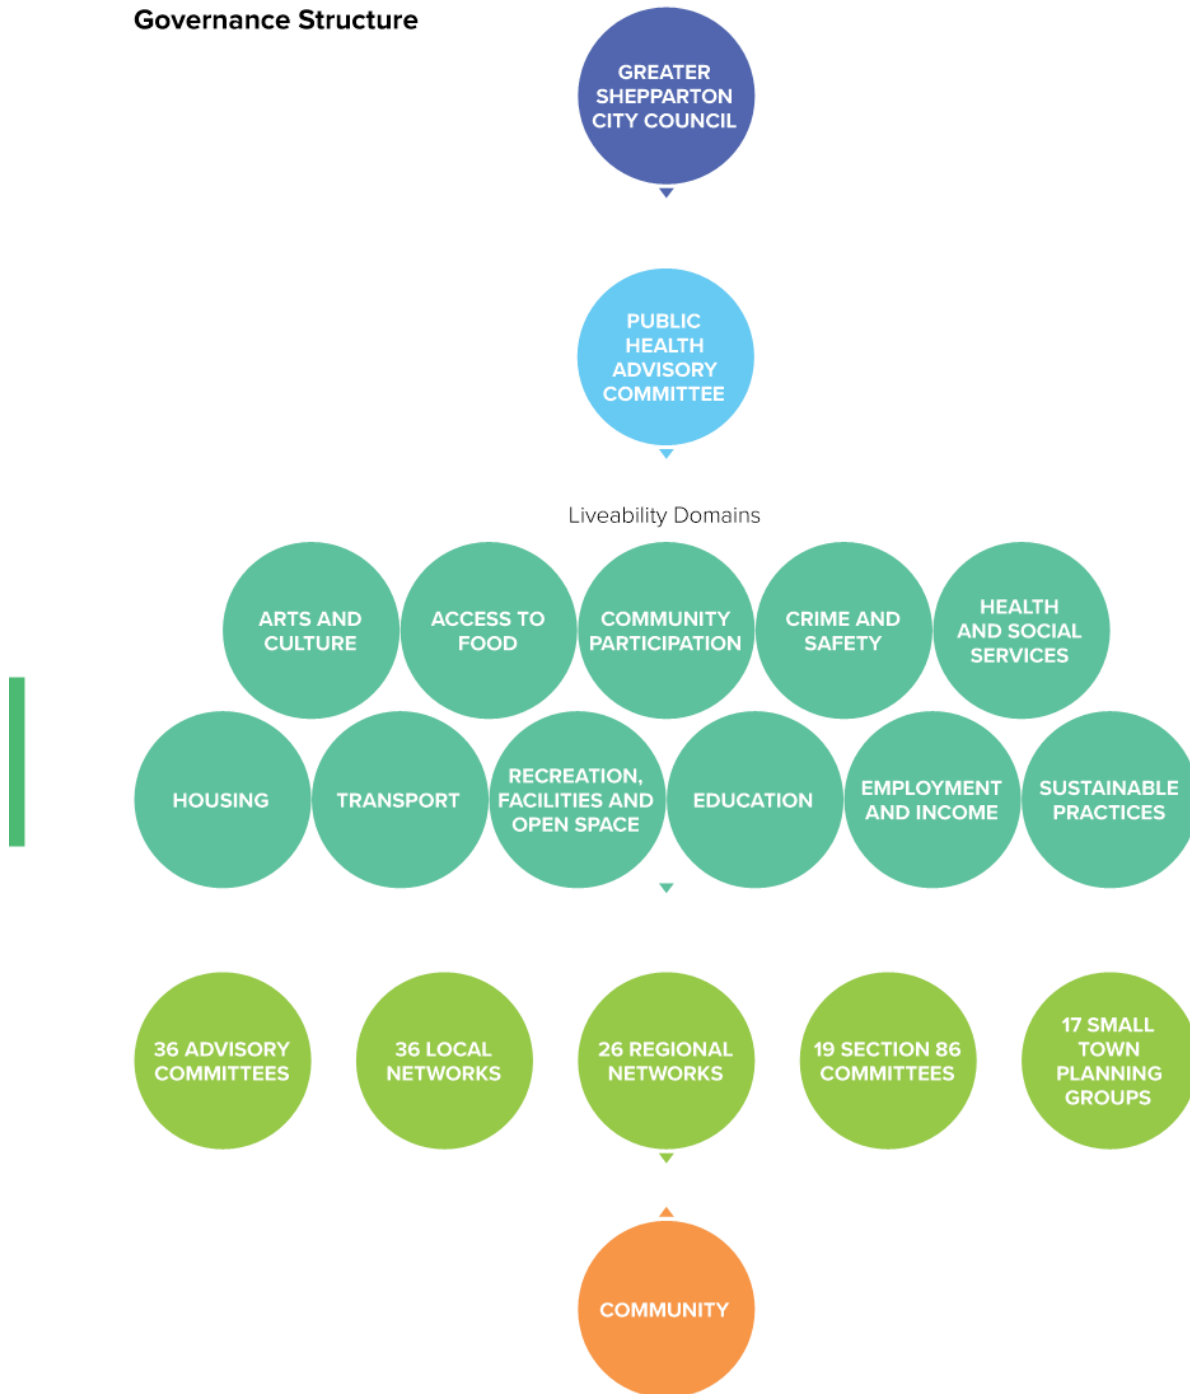 Governance Structure
GREATER
SHEPPARTON
CITY COUNCIL
PUBLIC
HEALTH
ADVISORY
COMMITTEE
Liveability Domains
ARTS AND
CULTURE
ACCESS TO
FOOD
COMMUNITY
PARTICIPATION
CRIME AND
SAFETY
HEALTH
AND SOCIAL
SERVICES
HOUSING
TRANSPORT
RECREATION,
FACILITIES AND
OPEN SPACE
EDUCATION
EMPLOYMENT
AND INCOME
SUSTAINABLE
PRACTICES
36 ADVISORY
COMMITTEES
36 LOCAL
NETWORKS
26 REGIONAL
NETWORKS
19 SECTION 86
COMMITTEES
17 SMALL
TOWN
PLANNING
GROUPS
COMMUNITY